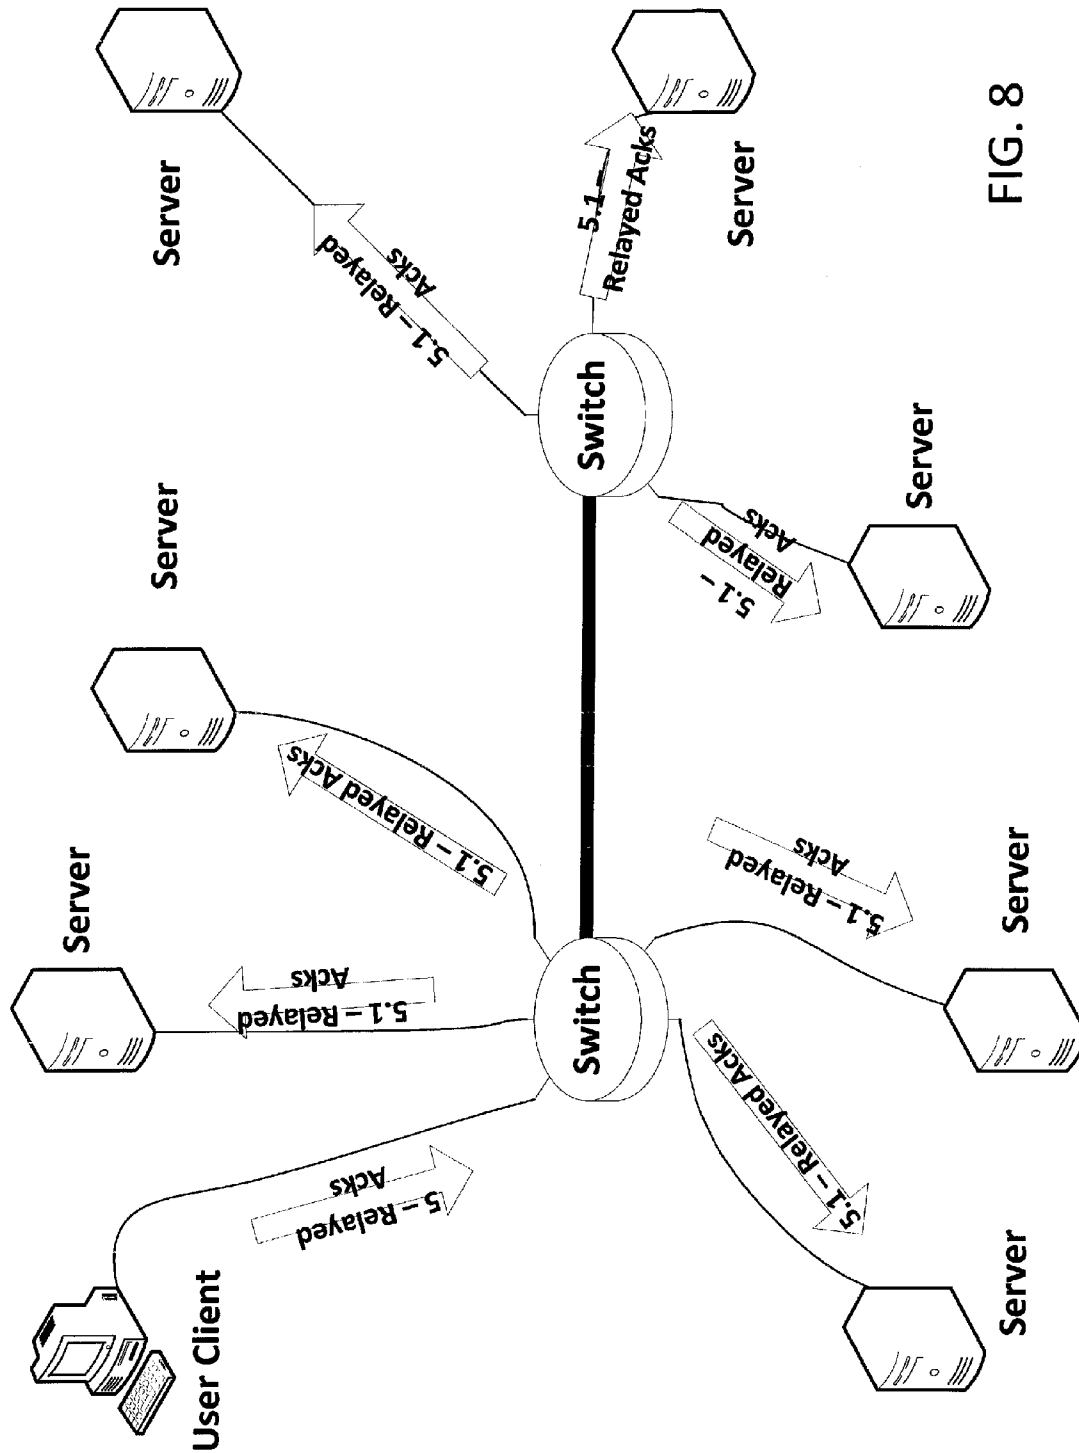 Server
Server
Server
User Client
5.1 – Relayed
Acks
5.1 – Relayed Acks
5.1 – Relayed
Acks
5 – Relayed
Acks
Switch
Switch
5.1 –
Relayed Acks
Server
5.1 – Relayed Acks
5.1 – Relayed
Acks
5.1 –
Relayed
Acks
Server
Server
Server
FIG. 8